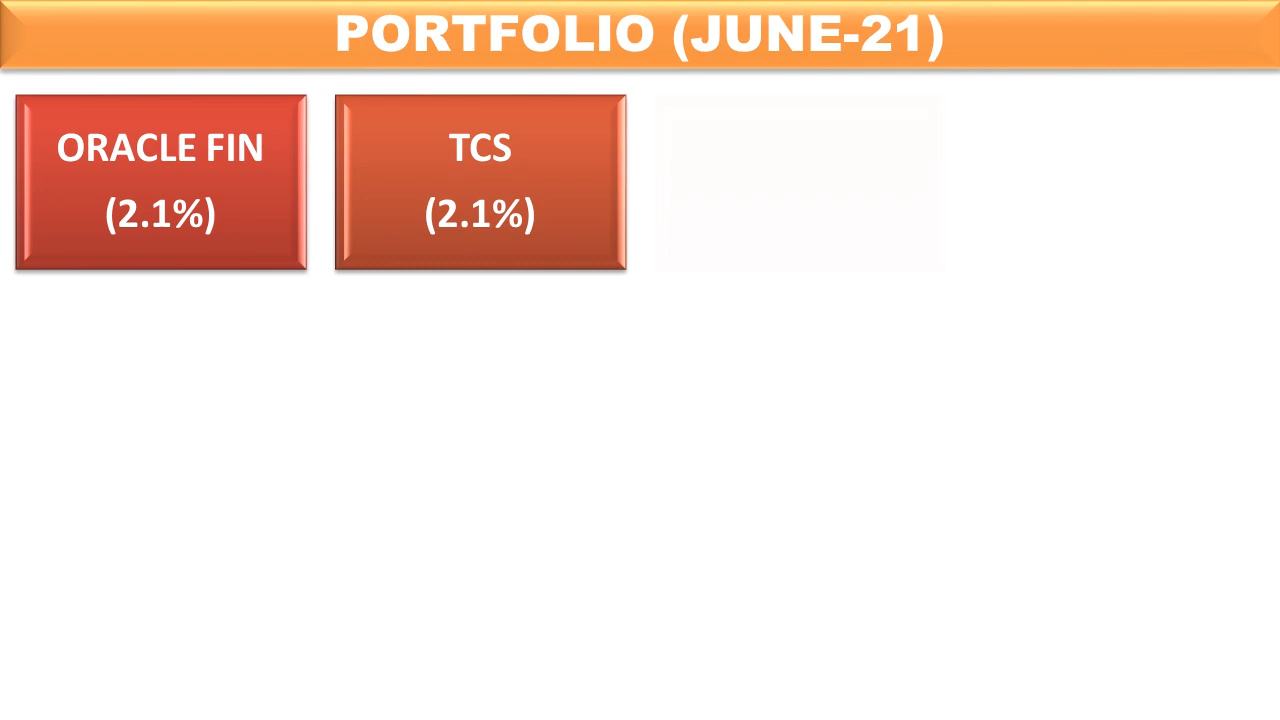 PORTFOLIO (JUNE-21)
ORACLE FIN
(2.1%)
TCS
(2.1%)